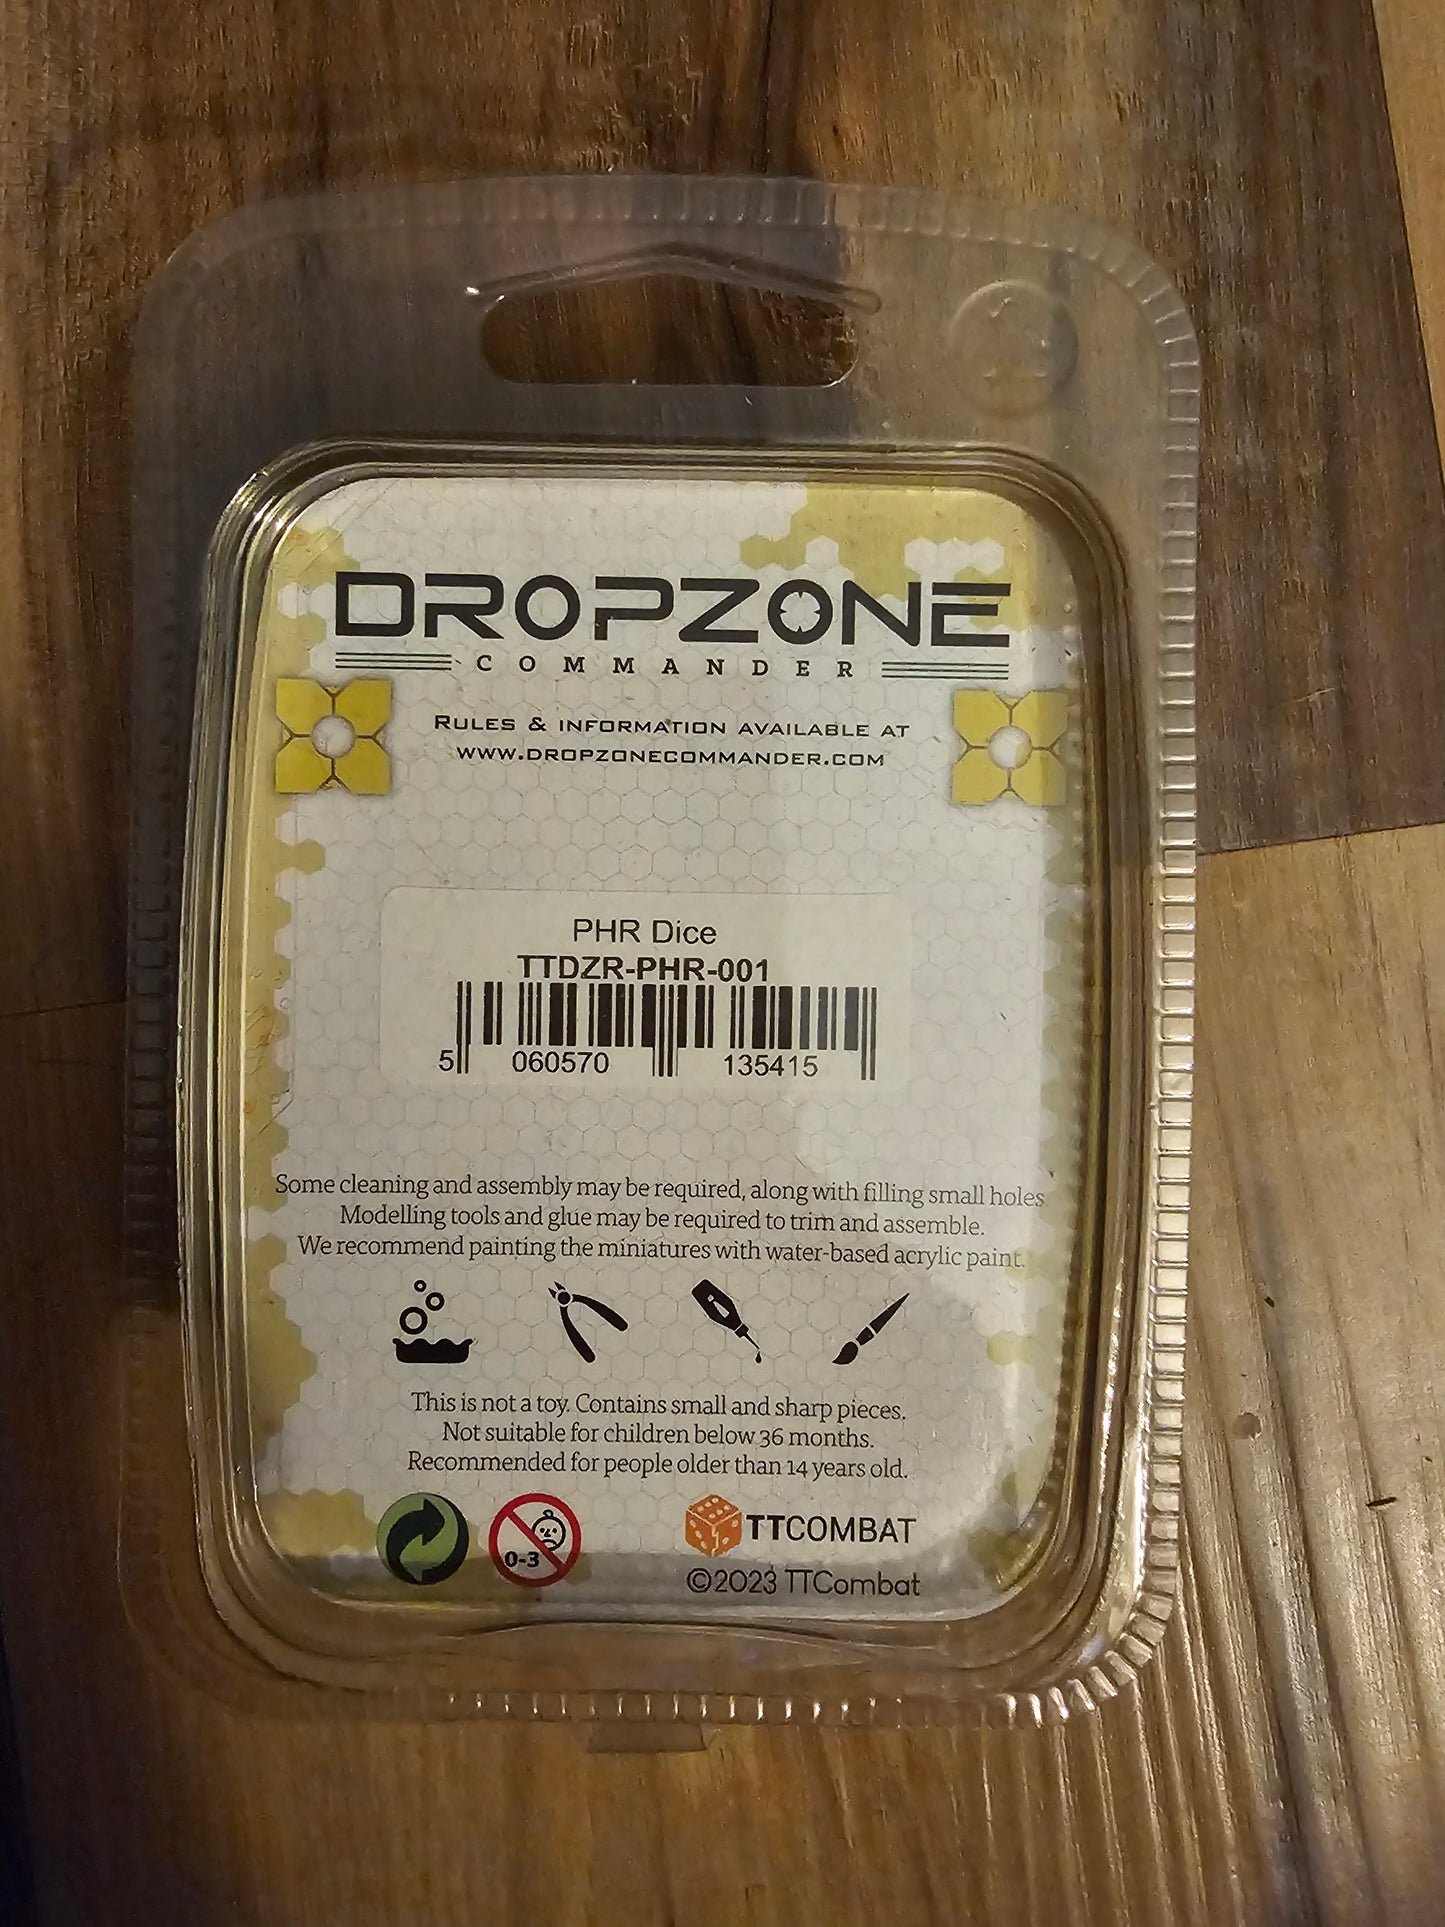 DROPZONE
COMMANDER
RULES & INFORMATION AVAILABLE AT
WWW.DROPZONECOMMANDER.COM
PHR Dice
TTDZR-PHR-001
5 060570 135415
Some cleaning and assembly may be required, along with filling small holes
Modelling tools and glue may be required to trim and assemble.
We recommend painting the miniatures with water-based acrylic paint.
This is not a toy. Contains small and sharp pieces.
Not suitable for children below 36 months.
Recommended for people older than 14 years old.
0-3
TTCOMBAT
©2023 TTCombat